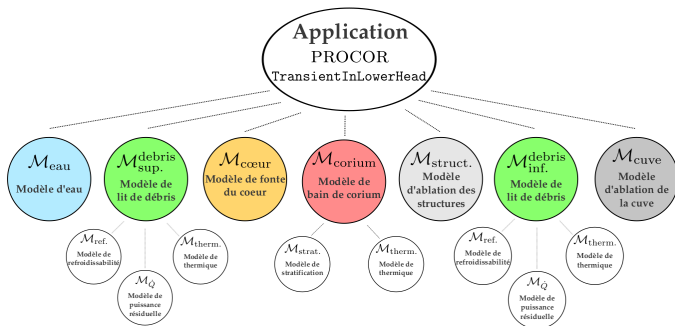 Application
PROCOR
TransientInLowerHead
Meau
Modèle d'eau
Mdebris sup.
Modèle de
lit de débris
Mcœur
Modèle de fonte
du coeur
Mcorium
Modèle de
bain de corium
Mstruct.
Modèle
d'ablation des
structures
Mdebris inf.
Modèle de
lit de débris
Mcuve
Modèle
d'ablation de
la cuve
Mref.
Modèle de
refroidissabilité
MQ̇
Modèle de
puissance
résiduelle
Mtherm.
Modèle de
thermique
Mstrat.
Modèle de
stratification
Mtherm.
Modèle de
thermique
Mref.
Modèle de
refroidissabilité
MQ̇
Modèle de
puissance
résiduelle
Mtherm.
Modèle de
thermique